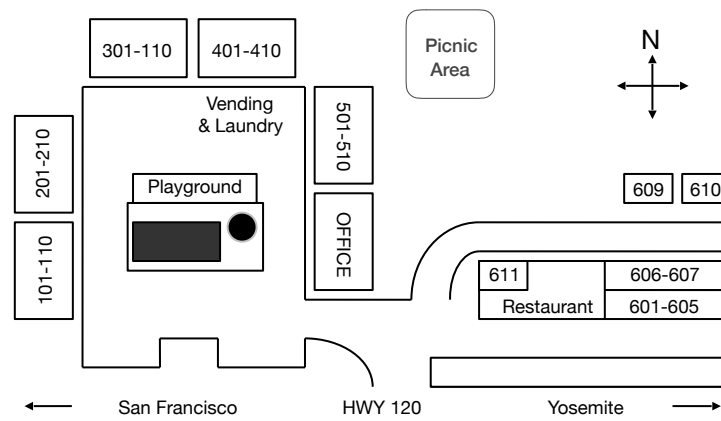 301-110
401-410
Picnic
Area
N
Vending
& Laundry
501-510
201-210
Playground
609
610
OFFICE
101-110
611
606-607
Restaurant
601-605
San Francisco
HWY 120
Yosemite